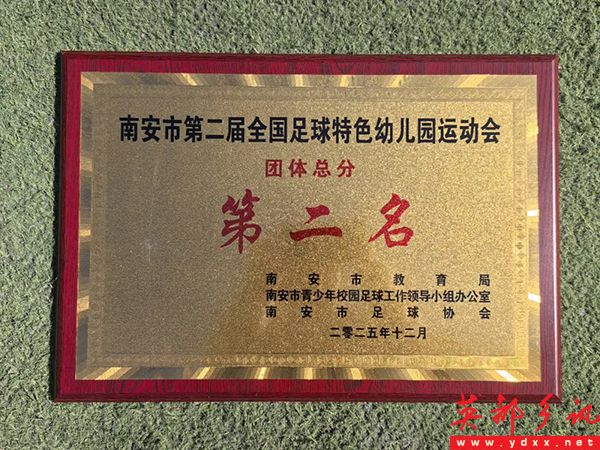 南安市第二届全国足球特色幼儿园运动会
团体总分
第二名
南安市教育局
南安市青少年校园足球工作领导小组办公室
南安市足球协会
二零二五年十二月
英都乡讯
www.ydxx.net